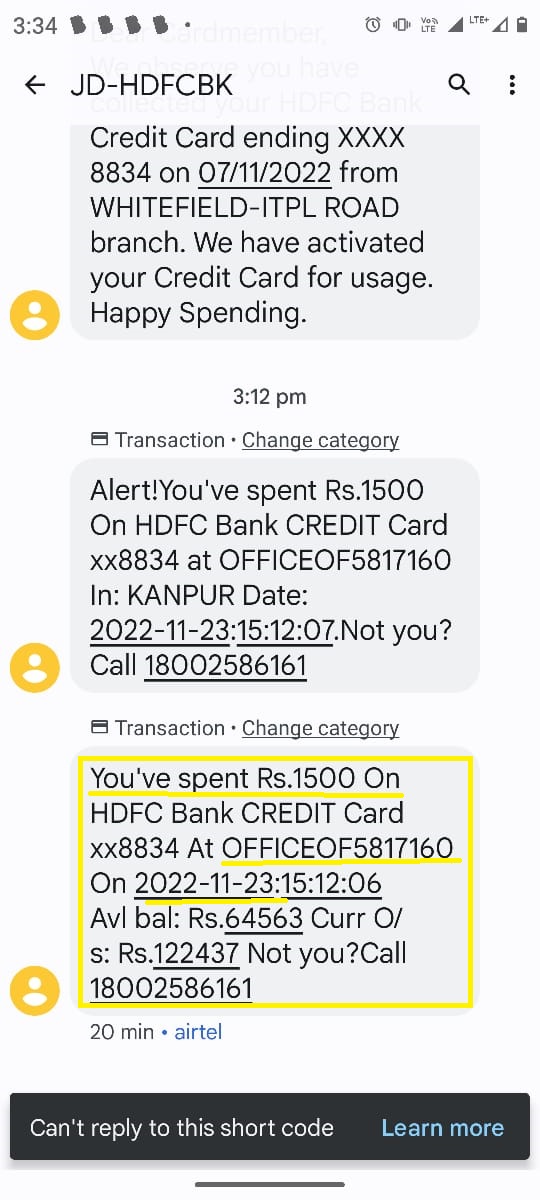 3:34
LTE+
Dear Cardmember,
We observe you have
JD-HDFCBK
collected your HDFC Bank
Credit Card ending XXXX
8834 on 07/11/2022 from
WHITEFIELD-ITPL ROAD
branch. We have activated
your Credit Card for usage.
Happy Spending.
3:12 pm
Transaction • Change category
Alert!You've spent Rs.1500
On HDFC Bank CREDIT Card
xx8834 at OFFICEOF5817160
In: KANPUR Date:
2022-11-23:15:12:07.Not you?
Call 18002586161
Transaction • Change category
You've spent Rs.1500 On
HDFC Bank CREDIT Card
xx8834 At OFFICEOF5817160
On 2022-11-23:15:12:06
Avl bal: Rs.64563 Curr O/
s: Rs.122437 Not you?Call
18002586161
20 min • airtel
Can't reply to this short code Learn more